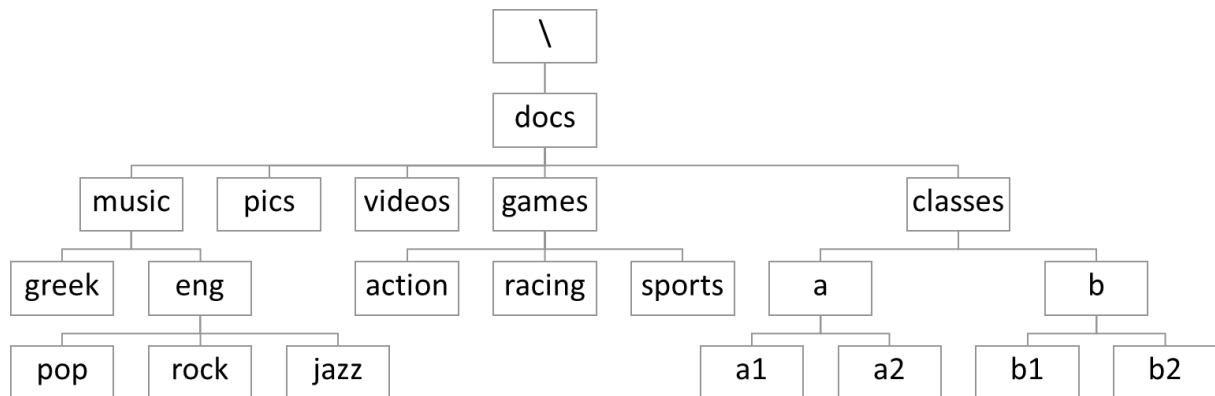 \
docs
music pics videos games classes
greek eng action racing sports a b
pop rock jazz a1 a2 b1 b2